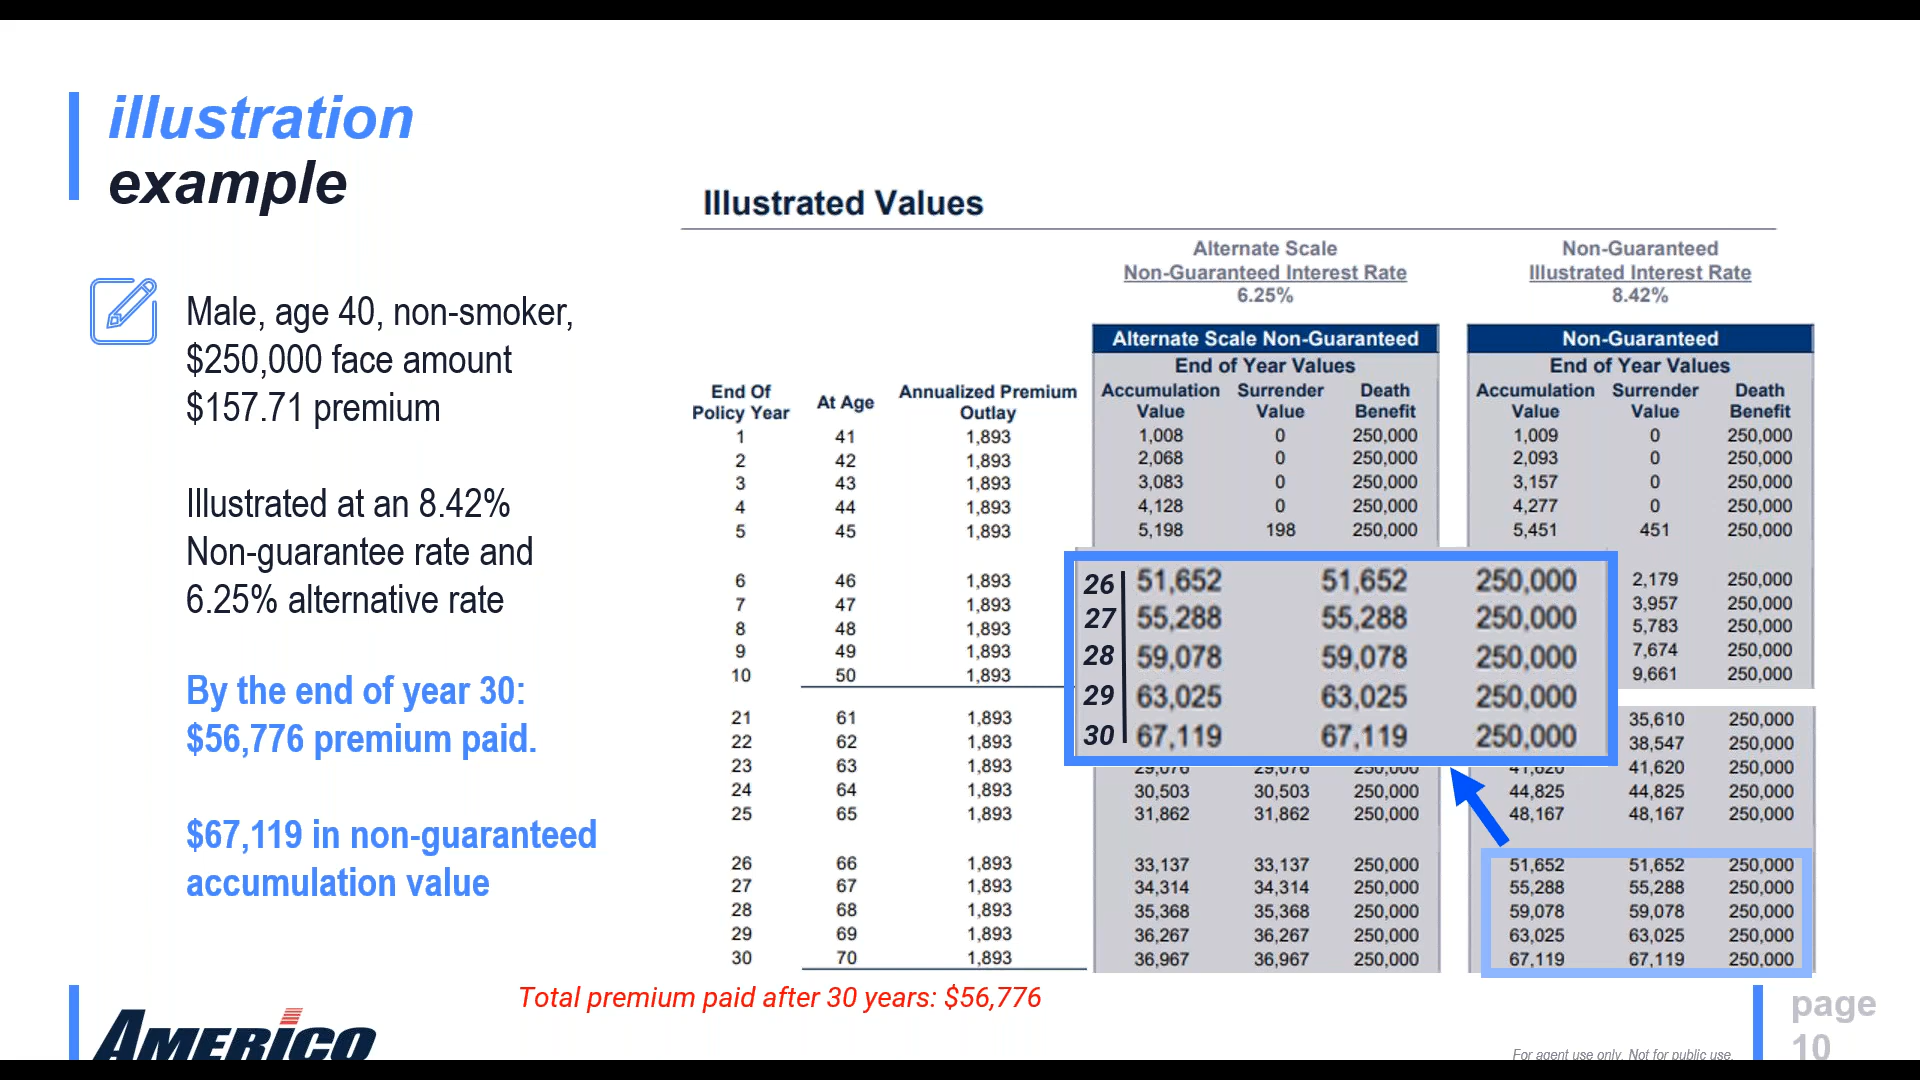 illustration
example
Male, age 40, non-smoker,
$250,000 face amount
$157.71 premium
Illustrated at an 8.42%
Non-guarantee rate and
6.25% alternative rate
By the end of year 30:
$56,776 premium paid.
$67,119 in non-guaranteed
accumulation value
Illustrated Values
Alternate Scale
Non-Guaranteed Interest Rate
6.25%
Non-Guaranteed
Illustrated Interest Rate
8.42%
Alternate Scale Non-Guaranteed Non-Guaranteed
End of Year Values End of Year Values
End Of Policy Year At Age Annualized Premium Outlay Accumulation Value Surrender Value Death Benefit Accumulation Value Surrender Value Death Benefit
1 41 1,893 1,008 0 250,000 1,009 0 250,000
2 42 1,893 2,068 0 250,000 2,093 0 250,000
3 43 1,893 3,083 0 250,000 3,157 0 250,000
4 44 1,893 4,128 0 250,000 4,277 0 250,000
5 45 1,893 5,198 198 250,000 5,451 451 250,000
6 46 1,893 2,179 250,000
7 47 1,893 3,957 250,000
8 48 1,893 5,783 250,000
9 49 1,893 7,674 250,000
10 50 1,893 9,661 250,000
26 51,652 51,652 250,000
27 55,288 55,288 250,000
28 59,078 59,078 250,000
29 63,025 63,025 250,000
30 67,119 67,119 250,000
21 61 1,893 35,610 250,000
22 62 1,893 38,547 250,000
23 63 1,893 29,076 29,076 250,000 41,620 41,620 250,000
24 64 1,893 30,503 30,503 250,000 44,825 44,825 250,000
25 65 1,893 31,862 31,862 250,000 48,167 48,167 250,000
26 66 1,893 33,137 33,137 250,000 51,652 51,652 250,000
27 67 1,893 34,314 34,314 250,000 55,288 55,288 250,000
28 68 1,893 35,368 35,368 250,000 59,078 59,078 250,000
29 69 1,893 36,267 36,267 250,000 63,025 63,025 250,000
30 70 1,893 36,967 36,967 250,000 67,119 67,119 250,000
Total premium paid after 30 years: $56,776
AMERICO
For agent use only. Not for public use.
page
10